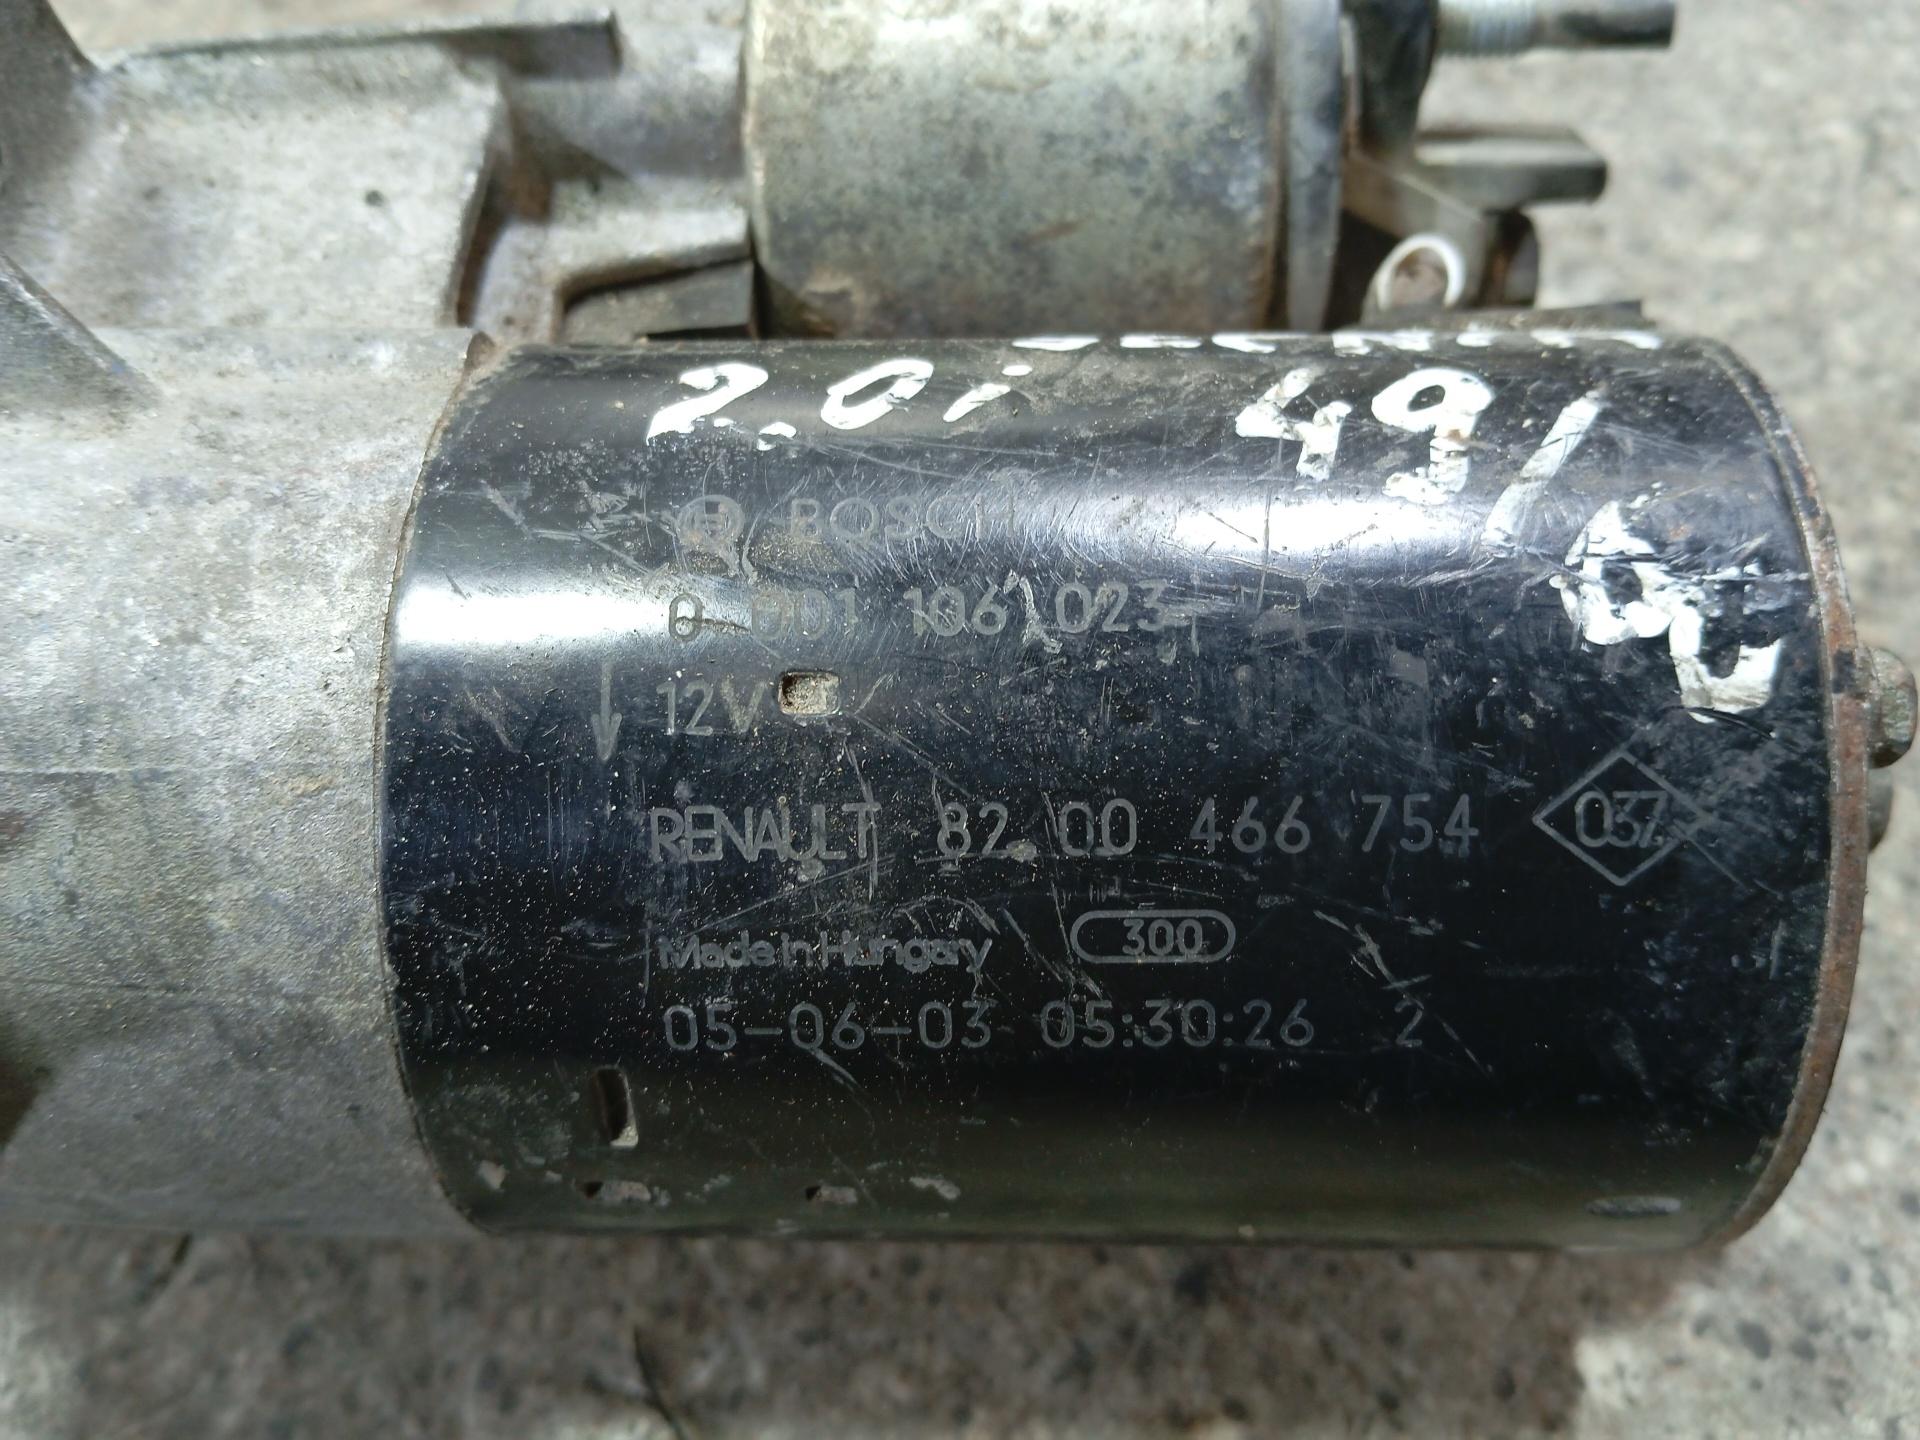 2.0i 49/
BOSCH
0 001 106 023
12V
RENAULT 82 00 466 754 037
Made in Hungary 300
05-06-03 05:30:26 2